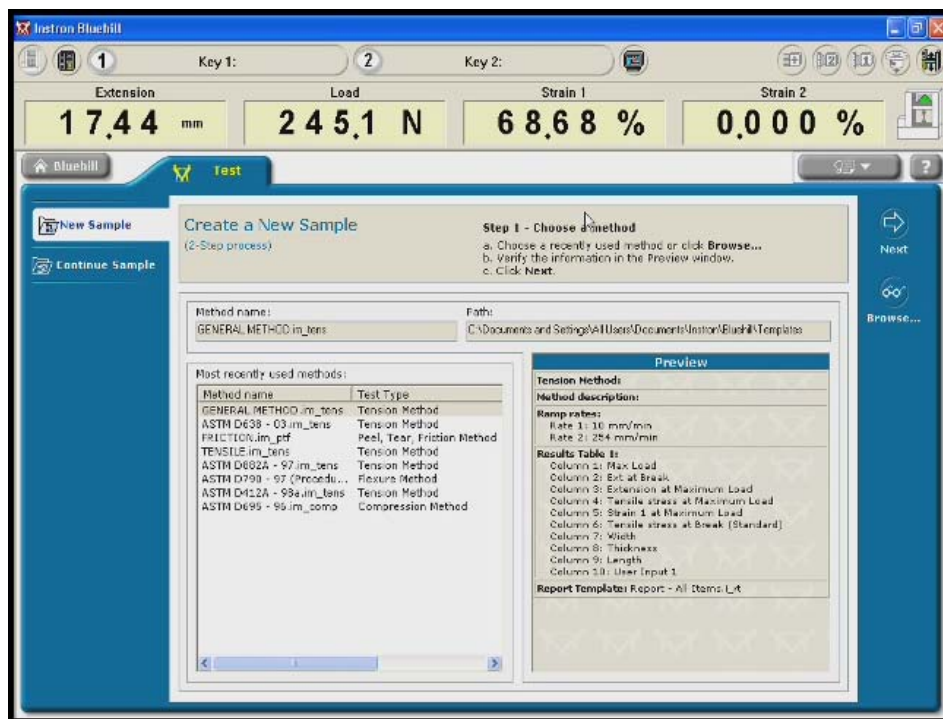 Instron Bluehill
1 Key 1: 2 Key 2:
Extension Load Strain 1 Strain 2
17.44 mm 245.1 N 68.68 % 0.000 %
Bluehill Test ?
New Sample
Continue Sample
Create a New Sample
(2-Step process)
Step 1 - Choose a method
a. Choose a recently used method or click Browse...
b. Verify the information in the Preview window.
c. Click Next.
Next
Browse...
Method name: Path:
GENERAL METHOD.im_tens C:\Documents and Settings\All Users\Documents\Instron\Bluehill\Templates
Most recently used methods:
Method name Test Type
GENERAL METHOD.im_tens Tension Method
ASTM D638 - 03.im_tens Tension Method
FRICTION.im_ptf Peel, Tear, Friction Method
TENSILE.im_tens Tension Method
ASTM D882A - 97.im_tens Tension Method
ASTM D790 - 97 (Procedu... Flexure Method
ASTM D412A - 98a.im_tens Tension Method
ASTM D695 - 96.im_comp Compression Method
Preview
Tension Method:
Method description:
Ramp rates:
Rate 1: 10 mm/min
Rate 2: 254 mm/min
Results Table 1:
Column 1: Max Load
Column 2: Ext at Break
Column 3: Extension at Maximum Load
Column 4: Tensile stress at Maximum Load
Column 5: Strain 1 at Maximum Load
Column 6: Tensile stress at Break (Standard)
Column 7: Width
Column 8: Thickness
Column 9: Length
Column 10: User Input 1
Report Template: Report - All Items.i_rt